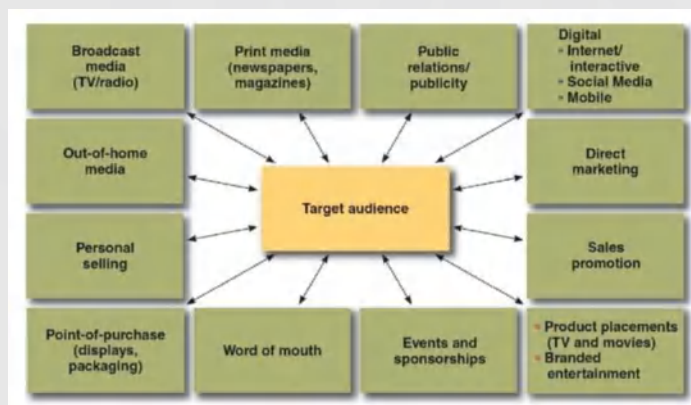 Broadcast
media
(TV/radio)
Print media
(newspapers,
magazines)
Public
relations/
publicity
Digital
• Internet/
interactive
• Social Media
• Mobile
Out-of-home
media
Direct
marketing
Target audience
Personal
selling
Sales
promotion
Point-of-purchase
(displays,
packaging)
Word of mouth
Events and
sponsorships
• Product placements
(TV and movies)
• Branded
entertainment